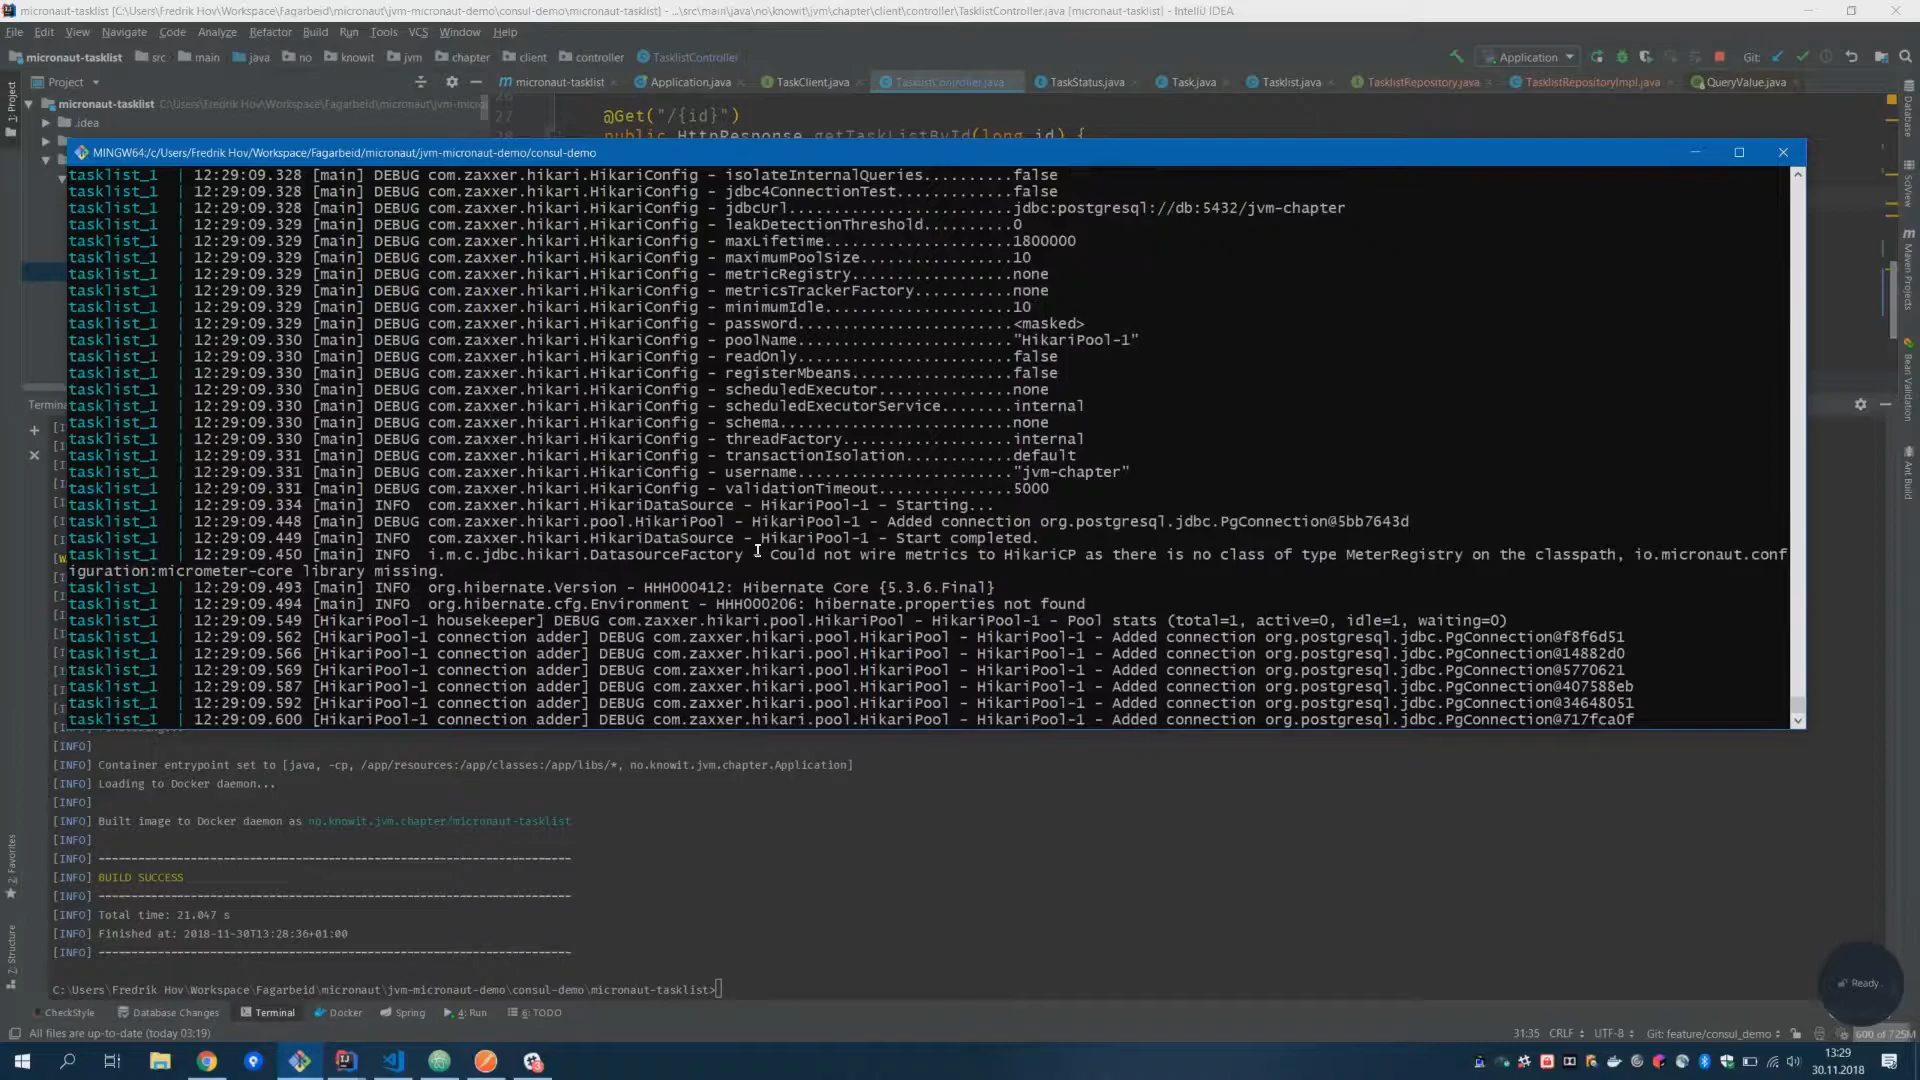 micronaut-tasklist [C:\Users\Fredrik Hov\Workspace\Fagarbeid\micronaut\jvm-micronaut-demo\consul-demo\micronaut-tasklist] - ...\src\main\java\no\knowit\jvm\chapter\client\controller\TasklistController.java [micronaut-tasklist] - IntelliJ IDEA
File Edit View Navigate Code Analyze Refactor Build Run Tools VCS Window Help
micronaut-tasklist src main java no knowit jvm chapter client controller TasklistController Application Git:
Project micronaut-tasklist Application.java TaskClient.java TasklistController.java TaskStatus.java Task.java Tasklist.java TasklistRepository.java TasklistRepositoryImpl.java QueryValue.java
micronaut-tasklist C:\Users\Fredrik Hov\Workspace\Fagarbeid\micronaut\jvm-micro
27 @Get("/{id}")
.idea
public HttpResponse getTaskListById(long id) {
MINGW64:/c/Users/Fredrik Hov/Workspace/Fagarbeid/micronaut/jvm-micronaut-demo/consul-demo
tasklist_1 | 12:29:09.328 [main] DEBUG com.zaxxer.hikari.HikariConfig - isolateInternalQueries..........false
tasklist_1 | 12:29:09.328 [main] DEBUG com.zaxxer.hikari.HikariConfig - jdbc4ConnectionTest.............false
tasklist_1 | 12:29:09.328 [main] DEBUG com.zaxxer.hikari.HikariConfig - jdbcUrl.........................jdbc:postgresql://db:5432/jvm-chapter
tasklist_1 | 12:29:09.329 [main] DEBUG com.zaxxer.hikari.HikariConfig - leakDetectionThreshold..........0
tasklist_1 | 12:29:09.329 [main] DEBUG com.zaxxer.hikari.HikariConfig - maxLifetime.....................1800000
tasklist_1 | 12:29:09.329 [main] DEBUG com.zaxxer.hikari.HikariConfig - maximumPoolSize.................10
tasklist_1 | 12:29:09.329 [main] DEBUG com.zaxxer.hikari.HikariConfig - metricRegistry..................none
tasklist_1 | 12:29:09.329 [main] DEBUG com.zaxxer.hikari.HikariConfig - metricsTrackerFactory...........none
tasklist_1 | 12:29:09.329 [main] DEBUG com.zaxxer.hikari.HikariConfig - minimumIdle.....................10
tasklist_1 | 12:29:09.329 [main] DEBUG com.zaxxer.hikari.HikariConfig - password........................<masked>
tasklist_1 | 12:29:09.330 [main] DEBUG com.zaxxer.hikari.HikariConfig - poolName........................"HikariPool-1"
tasklist_1 | 12:29:09.330 [main] DEBUG com.zaxxer.hikari.HikariConfig - readOnly........................false
tasklist_1 | 12:29:09.330 [main] DEBUG com.zaxxer.hikari.HikariConfig - registerMbeans..................false
tasklist_1 | 12:29:09.330 [main] DEBUG com.zaxxer.hikari.HikariConfig - scheduledExecutor...............none
tasklist_1 | 12:29:09.330 [main] DEBUG com.zaxxer.hikari.HikariConfig - scheduledExecutorService........internal
tasklist_1 | 12:29:09.330 [main] DEBUG com.zaxxer.hikari.HikariConfig - schema..........................none
tasklist_1 | 12:29:09.330 [main] DEBUG com.zaxxer.hikari.HikariConfig - threadFactory...................internal
tasklist_1 | 12:29:09.331 [main] DEBUG com.zaxxer.hikari.HikariConfig - transactionIsolation............default
tasklist_1 | 12:29:09.331 [main] DEBUG com.zaxxer.hikari.HikariConfig - username........................"jvm-chapter"
tasklist_1 | 12:29:09.331 [main] DEBUG com.zaxxer.hikari.HikariConfig - validationTimeout...............5000
tasklist_1 | 12:29:09.334 [main] INFO com.zaxxer.hikari.HikariDataSource - HikariPool-1 - Starting...
tasklist_1 | 12:29:09.448 [main] DEBUG com.zaxxer.hikari.pool.HikariPool - HikariPool-1 - Added connection org.postgresql.jdbc.PgConnection@5bb7643d
tasklist_1 | 12:29:09.449 [main] INFO com.zaxxer.hikari.HikariDataSource - HikariPool-1 - Start completed.
tasklist_1 | 12:29:09.450 [main] INFO i.m.c.jdbc.hikari.DatasourceFactory - Could not wire metrics to HikariCP as there is no class of type MeterRegistry on the classpath, io.micronaut.conf
iguration:micrometer-core library missing.
tasklist_1 | 12:29:09.493 [main] INFO org.hibernate.Version - HHH000412: Hibernate Core {5.3.6.Final}
tasklist_1 | 12:29:09.494 [main] INFO org.hibernate.cfg.Environment - HHH000206: hibernate.properties not found
tasklist_1 | 12:29:09.549 [HikariPool-1 housekeeper] DEBUG com.zaxxer.hikari.pool.HikariPool - HikariPool-1 - Pool stats (total=1, active=0, idle=1, waiting=0)
tasklist_1 | 12:29:09.562 [HikariPool-1 connection adder] DEBUG com.zaxxer.hikari.pool.HikariPool - HikariPool-1 - Added connection org.postgresql.jdbc.PgConnection@f8f6d51
tasklist_1 | 12:29:09.566 [HikariPool-1 connection adder] DEBUG com.zaxxer.hikari.pool.HikariPool - HikariPool-1 - Added connection org.postgresql.jdbc.PgConnection@14882d0
tasklist_1 | 12:29:09.569 [HikariPool-1 connection adder] DEBUG com.zaxxer.hikari.pool.HikariPool - HikariPool-1 - Added connection org.postgresql.jdbc.PgConnection@5770621
tasklist_1 | 12:29:09.587 [HikariPool-1 connection adder] DEBUG com.zaxxer.hikari.pool.HikariPool - HikariPool-1 - Added connection org.postgresql.jdbc.PgConnection@407588eb
tasklist_1 | 12:29:09.592 [HikariPool-1 connection adder] DEBUG com.zaxxer.hikari.pool.HikariPool - HikariPool-1 - Added connection org.postgresql.jdbc.PgConnection@34648051
tasklist_1 | 12:29:09.600 [HikariPool-1 connection adder] DEBUG com.zaxxer.hikari.pool.HikariPool - HikariPool-1 - Added connection org.postgresql.jdbc.PgConnection@717fca0f
[INFO]
[INFO] Container entrypoint set to [java, -cp, /app/resources:/app/classes:/app/libs/*, no.knowit.jvm.chapter.Application]
[INFO] Loading to Docker daemon...
[INFO]
[INFO] Built image to Docker daemon as no.knowit.jvm.chapter/micronaut-tasklist
[INFO]
[INFO] ------------------------------------------------------------------------
[INFO] BUILD SUCCESS
[INFO] ------------------------------------------------------------------------
[INFO] Total time: 21.047 s
[INFO] Finished at: 2018-11-30T13:28:36+01:00
[INFO] ------------------------------------------------------------------------
C:\Users\Fredrik Hov\Workspace\Fagarbeid\micronaut\jvm-micronaut-demo\consul-demo\micronaut-tasklist>
CheckStyle Database Changes Terminal Docker Spring 4: Run 6: TODO
All files are up-to-date (today 03:19) 31:35 CRLF UTF-8 Git: feature/consul_demo 600 of 725M
1: Project
2: Favorites
Z: Structure
Database
SciView
Maven Projects
Bean Validation
Ant Build
Ready
13:29
30.11.2018